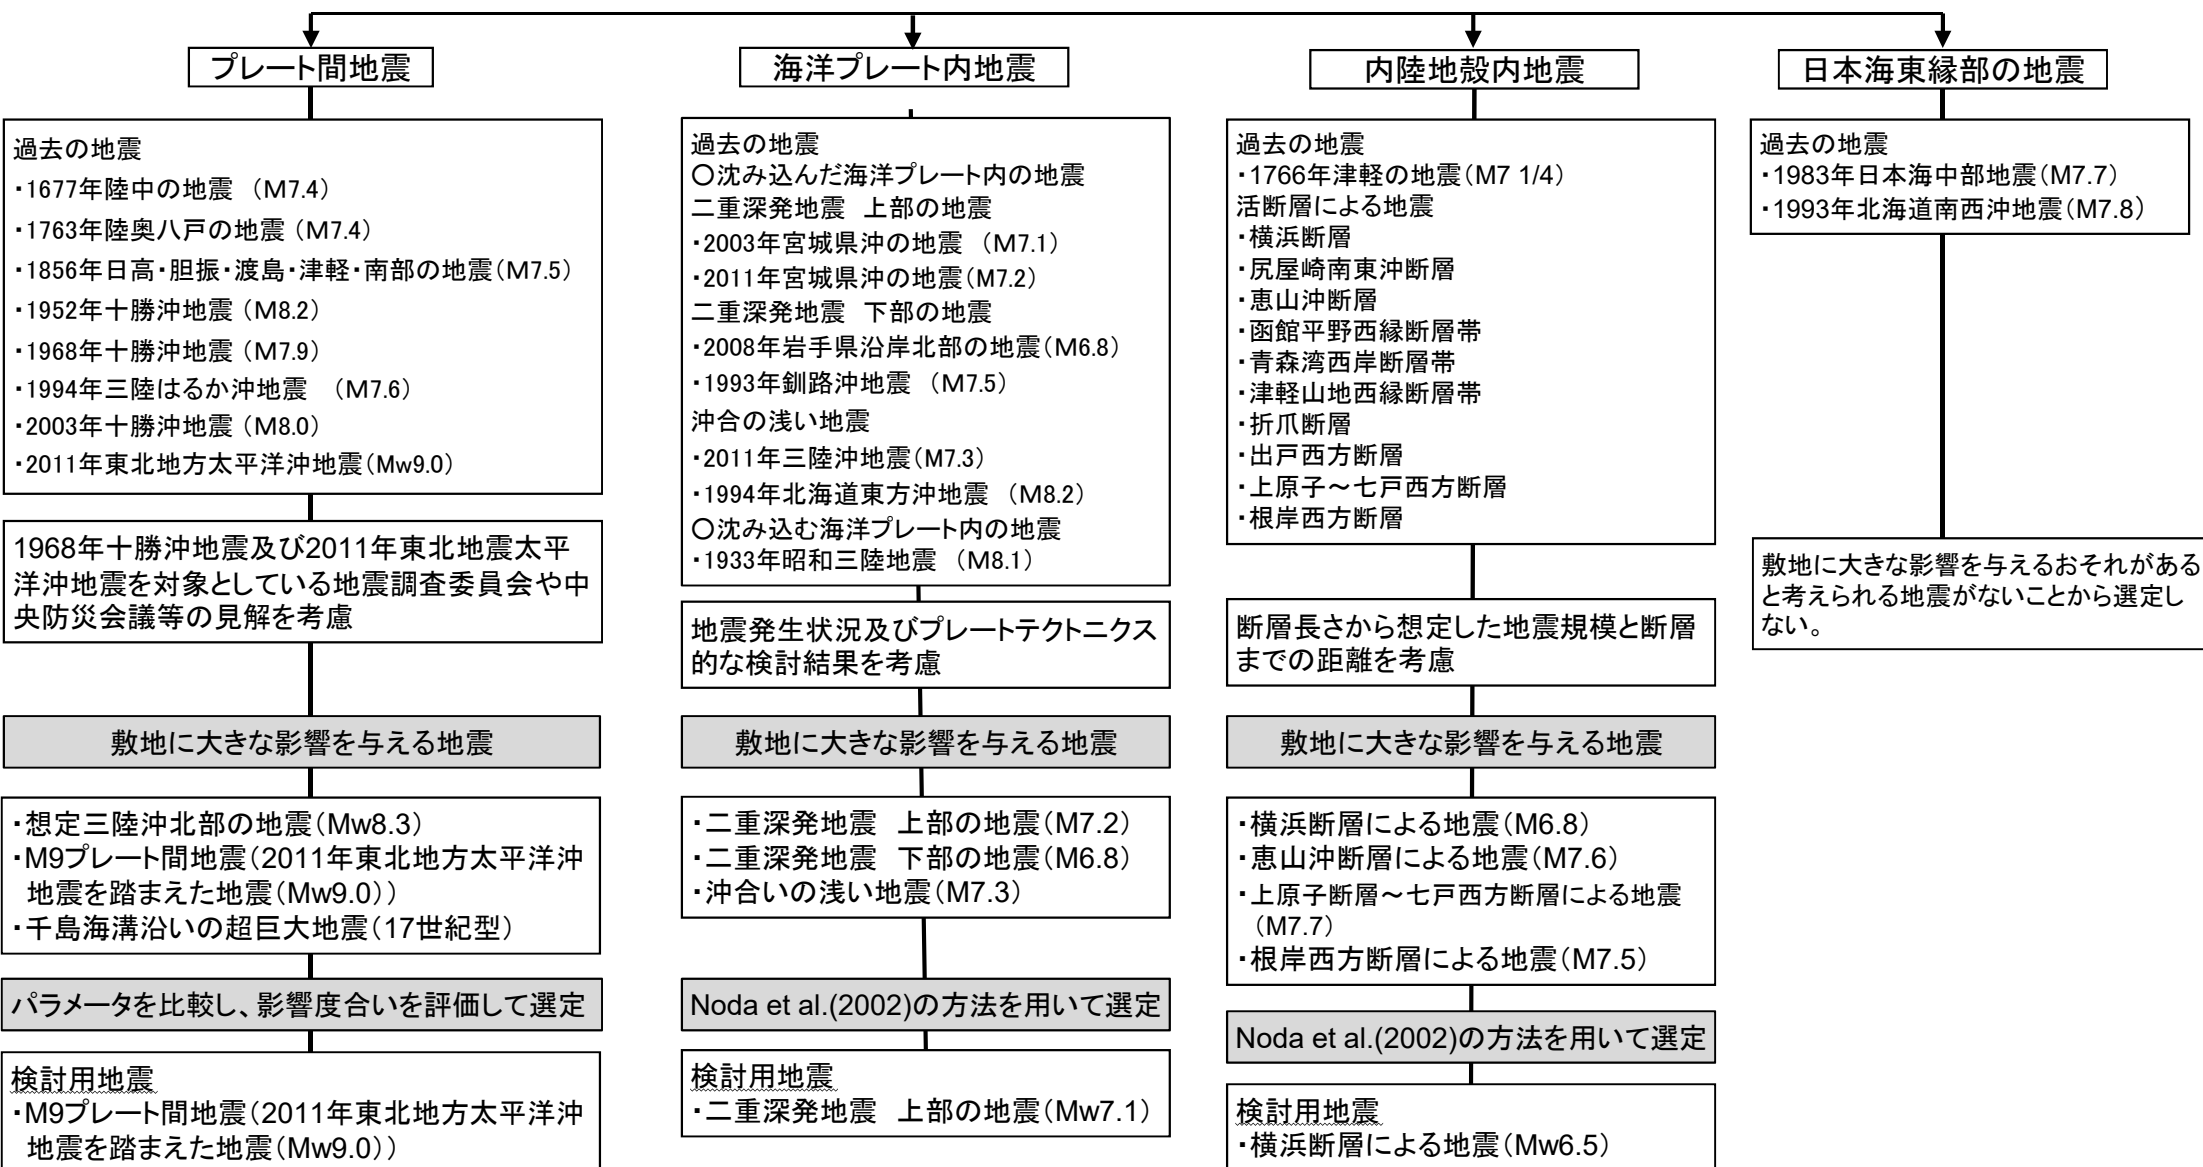 プレート間地震
過去の地震
・1677年陸中の地震 （M7.4）
・1763年陸奥八戸の地震（M7.4）
・1856年日高・胆振・渡島・津軽・南部の地震（M7.5）
・1952年十勝沖地震（M8.2）
・1968年十勝沖地震（M7.9）
・1994年三陸はるか沖地震 （M7.6）
・2003年十勝沖地震（M8.0）
・2011年東北地方太平洋沖地震（Mw9.0）
1968年十勝沖地震及び2011年東北地震太平
洋沖地震を対象としている地震調査委員会や中
央防災会議等の見解を考慮
敷地に大きな影響を与える地震
・想定三陸沖北部の地震（Mw8.3）
・M9プレート間地震（2011年東北地方太平洋沖
地震を踏まえた地震（Mw9.0））
・千島海溝沿いの超巨大地震（17世紀型）
パラメータを比較し、影響度合いを評価して選定
検討用地震
・M9プレート間地震（2011年東北地方太平洋沖
地震を踏まえた地震（Mw9.0））
海洋プレート内地震
過去の地震
〇沈み込んだ海洋プレート内の地震
二重深発地震 上部の地震
・2003年宮城県沖の地震 （M7.1）
・2011年宮城県沖の地震（M7.2）
二重深発地震 下部の地震
・2008年岩手県沿岸北部の地震（M6.8）
・1993年釧路沖地震 （M7.5）
沖合の浅い地震
・2011年三陸沖地震（M7.3）
・1994年北海道東方沖地震 （M8.2）
〇沈み込む海洋プレート内の地震
・1933年昭和三陸地震 （M8.1）
地震発生状況及びプレートテクトニクス
的な検討結果を考慮
敷地に大きな影響を与える地震
・二重深発地震 上部の地震（M7.2）
・二重深発地震 下部の地震（M6.8）
・沖合いの浅い地震（M7.3）
Noda et al.(2002)の方法を用いて選定
検討用地震
・二重深発地震 上部の地震（Mw7.1）
内陸地殻内地震
過去の地震
・1766年津軽の地震（M7 1/4）
活断層による地震
・横浜断層
・尻屋崎南東沖断層
・恵山沖断層
・函館平野西縁断層帯
・青森湾西岸断層帯
・津軽山地西縁断層帯
・折爪断層
・出戸西方断層
・上原子～七戸西方断層
・根岸西方断層
断層長さから想定した地震規模と断層
までの距離を考慮
敷地に大きな影響を与える地震
・横浜断層による地震（M6.8）
・恵山沖断層による地震（M7.6）
・上原子断層～七戸西方断層による地震
（M7.7）
・根岸西方断層による地震（M7.5）
Noda et al.(2002)の方法を用いて選定
検討用地震
・横浜断層による地震（Mw6.5）
日本海東縁部の地震
過去の地震
・1983年日本海中部地震（M7.7）
・1993年北海道南西沖地震（M7.8）
敷地に大きな影響を与えるおそれがある
と考えられる地震がないことから選定し
ない。